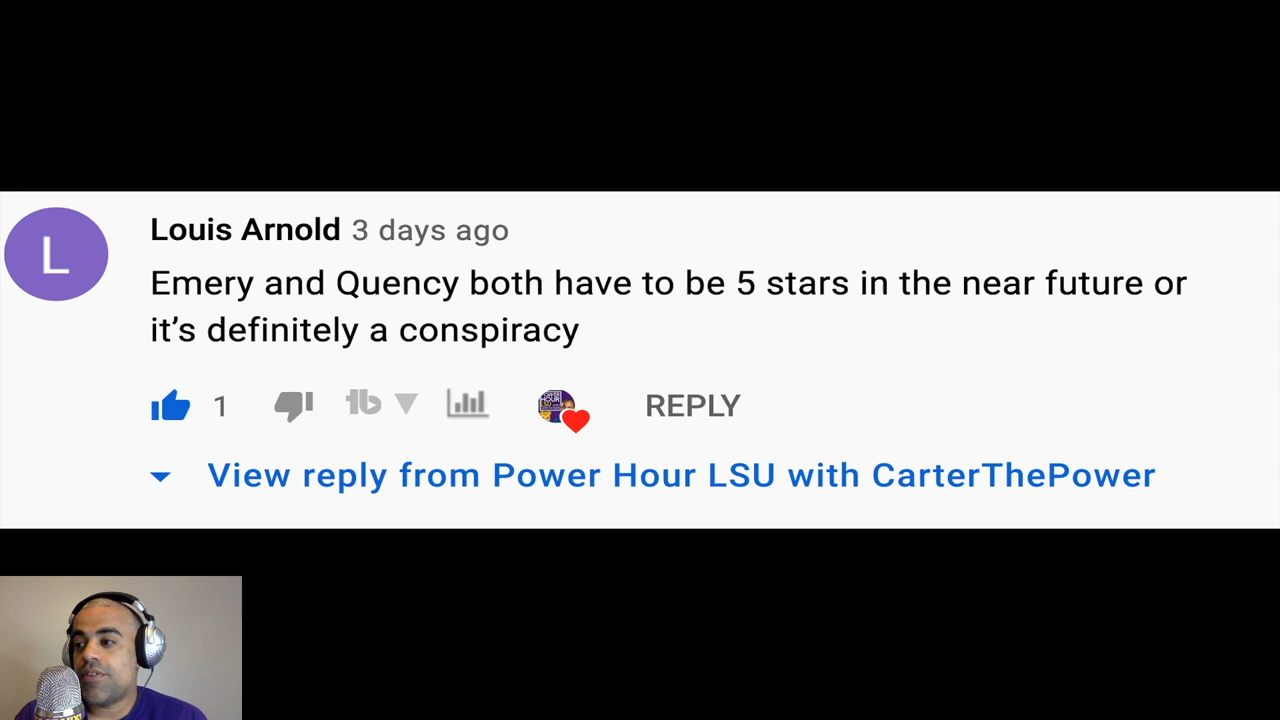 L
Louis Arnold 3 days ago
Emery and Quency both have to be 5 stars in the near future or
it's definitely a conspiracy
1
REPLY
View reply from Power Hour LSU with CarterThePower